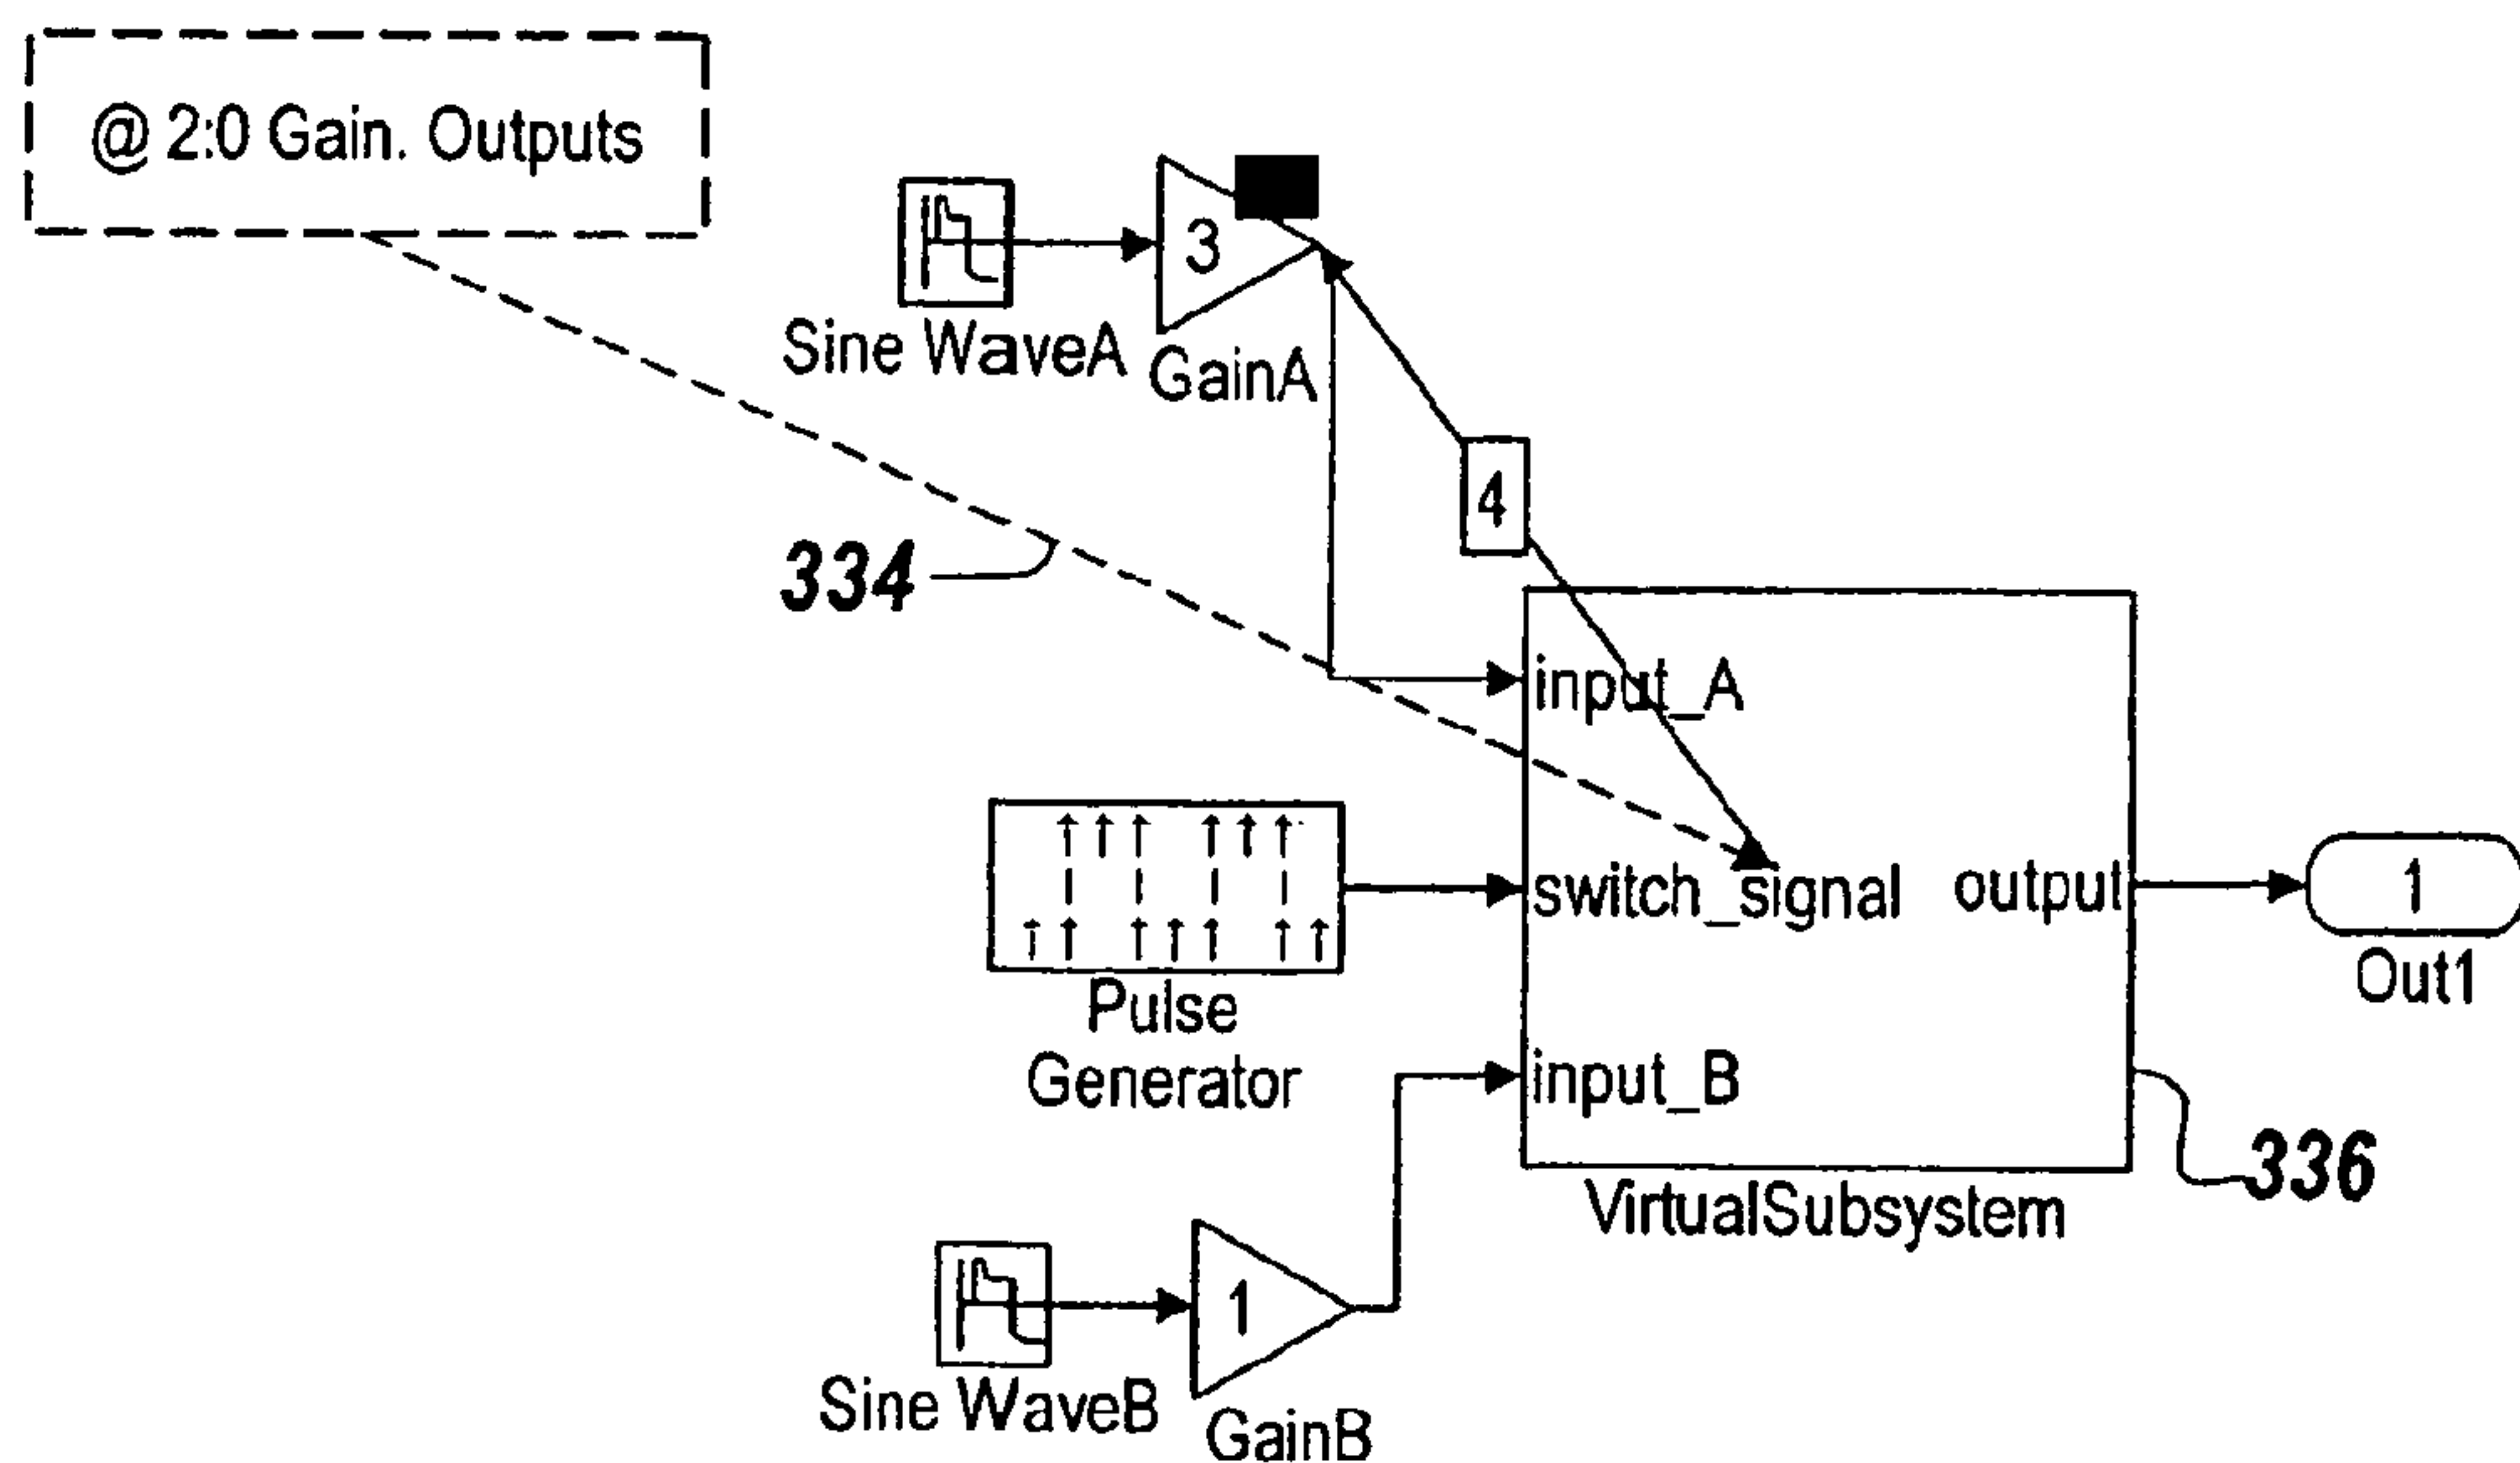 @ 2:0 Gain. Outputs
3
Sine WaveA
GainA
4
334
input_A
switch_signal
output
1
Out1
Pulse
Generator
input_B
336
VirtualSubsystem
1
Sine WaveB
GainB